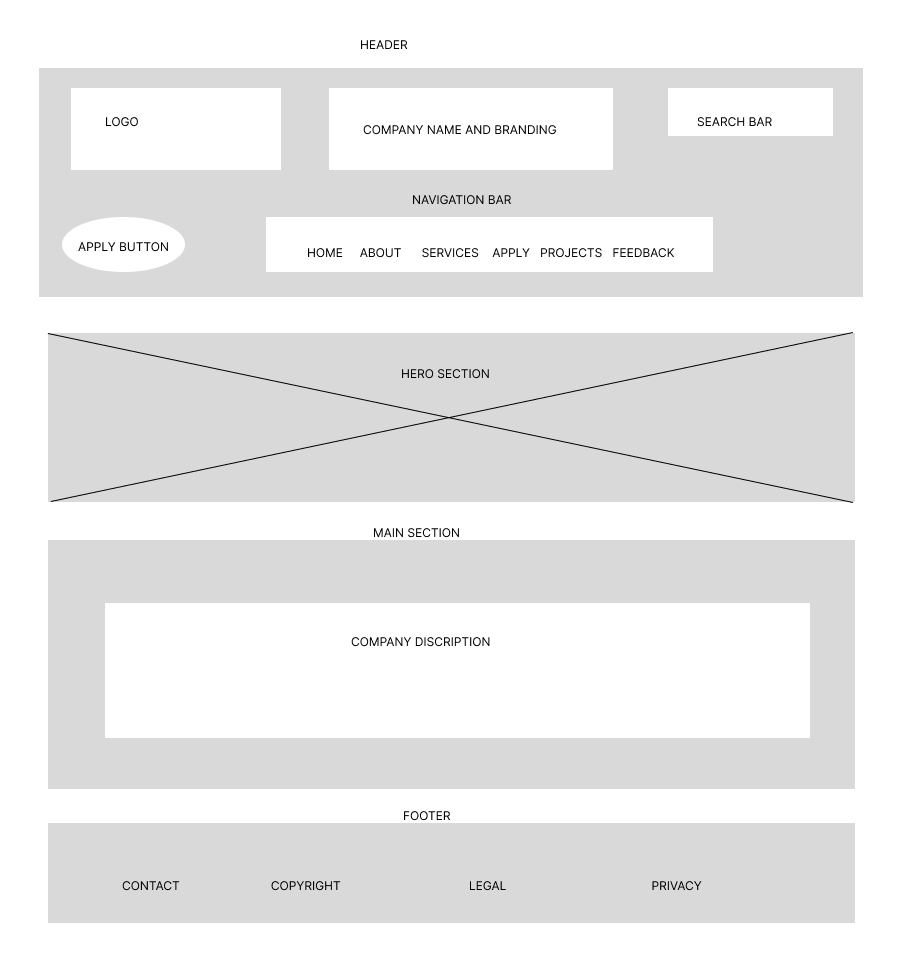 HEADER
LOGO
COMPANY NAME AND BRANDING
SEARCH BAR
NAVIGATION BAR
APPLY BUTTON
HOME ABOUT SERVICES APPLY PROJECTS FEEDBACK
HERO SECTION
MAIN SECTION
COMPANY DISCRIPTION
FOOTER
CONTACT COPYRIGHT LEGAL PRIVACY